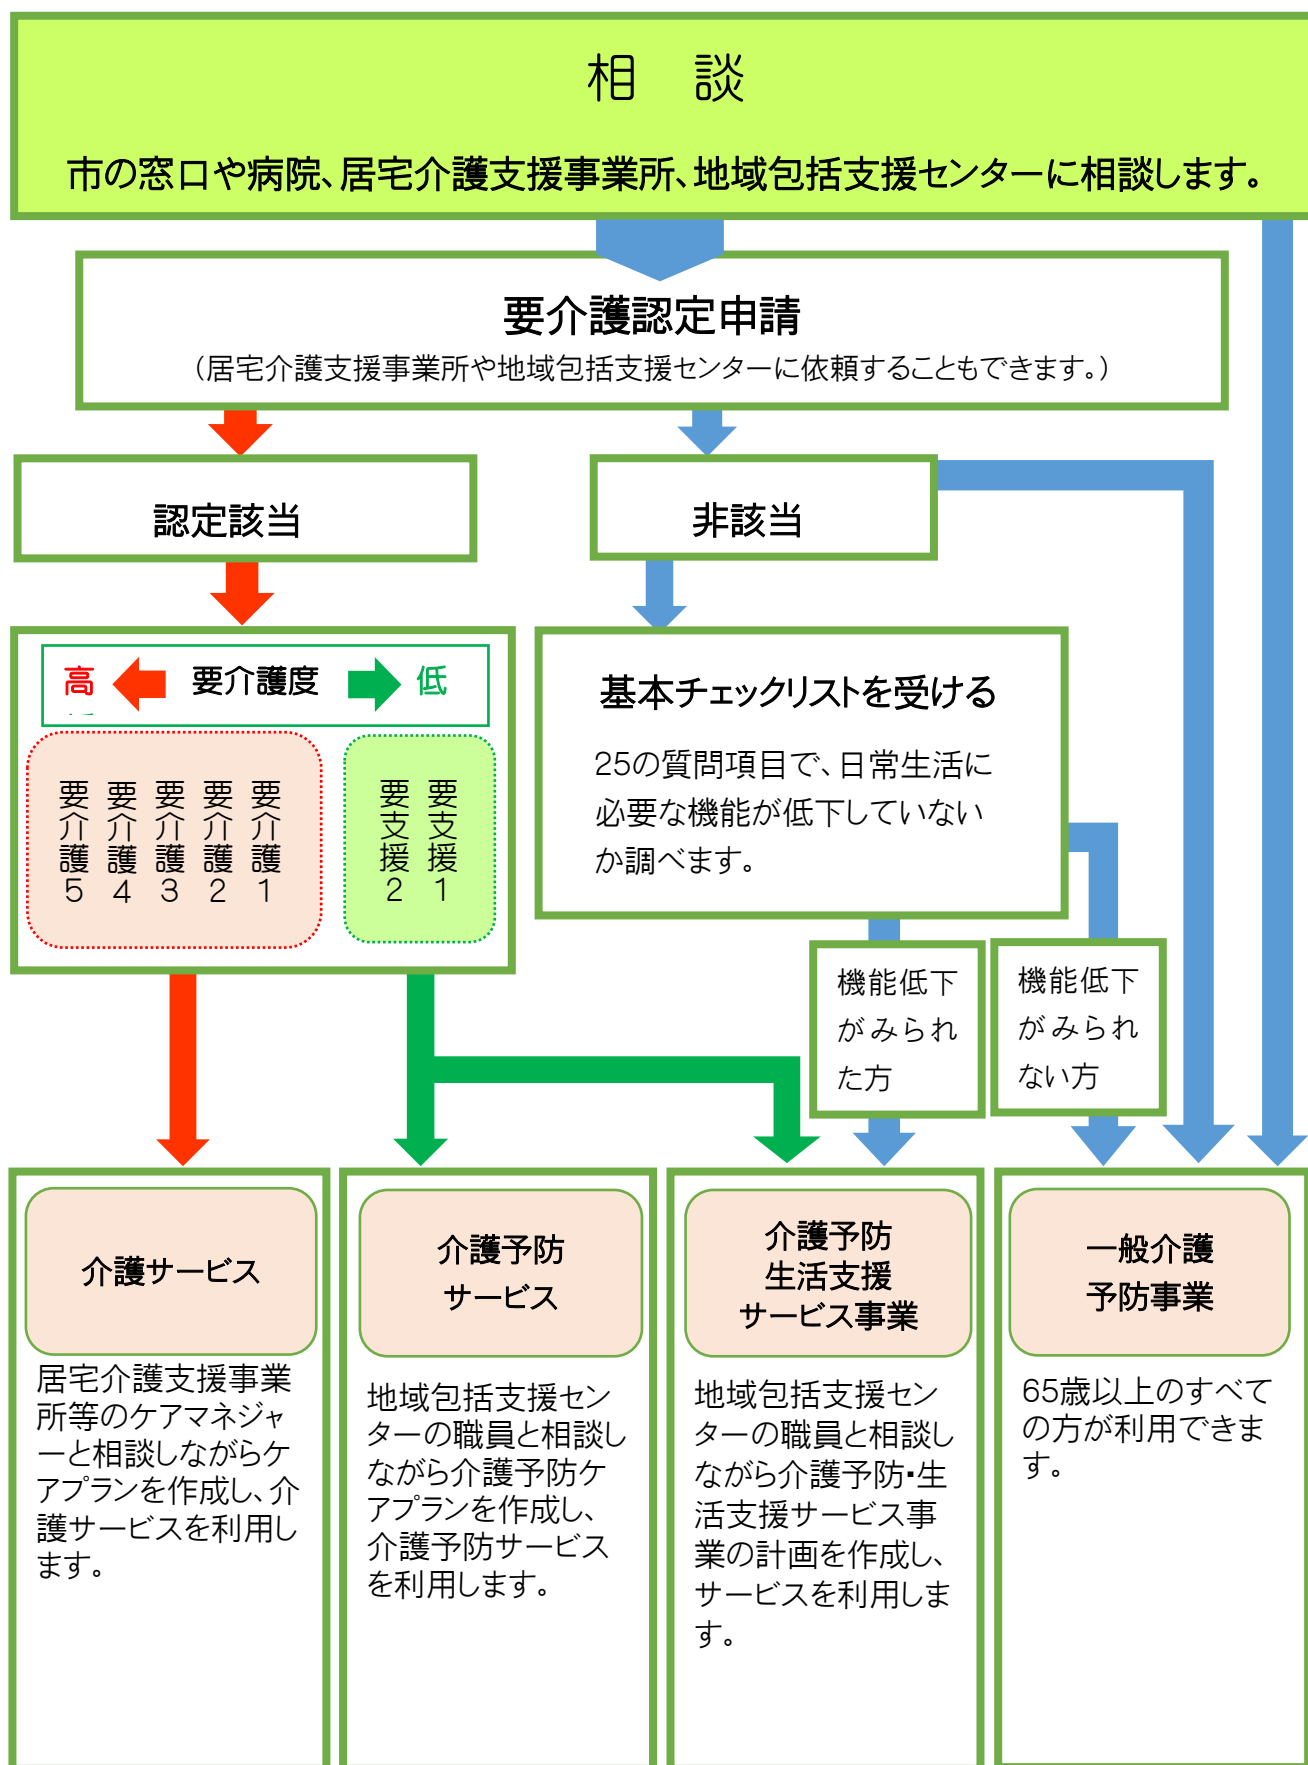 相　談
市の窓口や病院、居宅介護支援事業所、地域包括支援センターに相談します。
要介護認定申請
（居宅介護支援事業所や地域包括支援センターに依頼することもできます。）
認定該当
非該当
高
要介護度
低
要介護5
要介護4
要介護3
要介護2
要介護1
要支援2
要支援1
基本チェックリストを受ける
25の質問項目で、日常生活に
必要な機能が低下していない
か調べます。
機能低下
がみられ
た方
機能低下
がみられ
ない方
介護サービス
居宅介護支援事業
所等のケアマネジャ
ーと相談しながらケ
アプランを作成し、介
護サービスを利用し
ます。
介護予防
サービス
地域包括支援セン
ターの職員と相談し
ながら介護予防ケ
アプランを作成し、
介護予防サービス
を利用します。
介護予防
生活支援
サービス事業
地域包括支援セン
ターの職員と相談し
ながら介護予防・生
活支援サービス事
業の計画を作成し、
サービスを利用しま
す。
一般介護
予防事業
65歳以上のすべて
の方が利用できま
す。